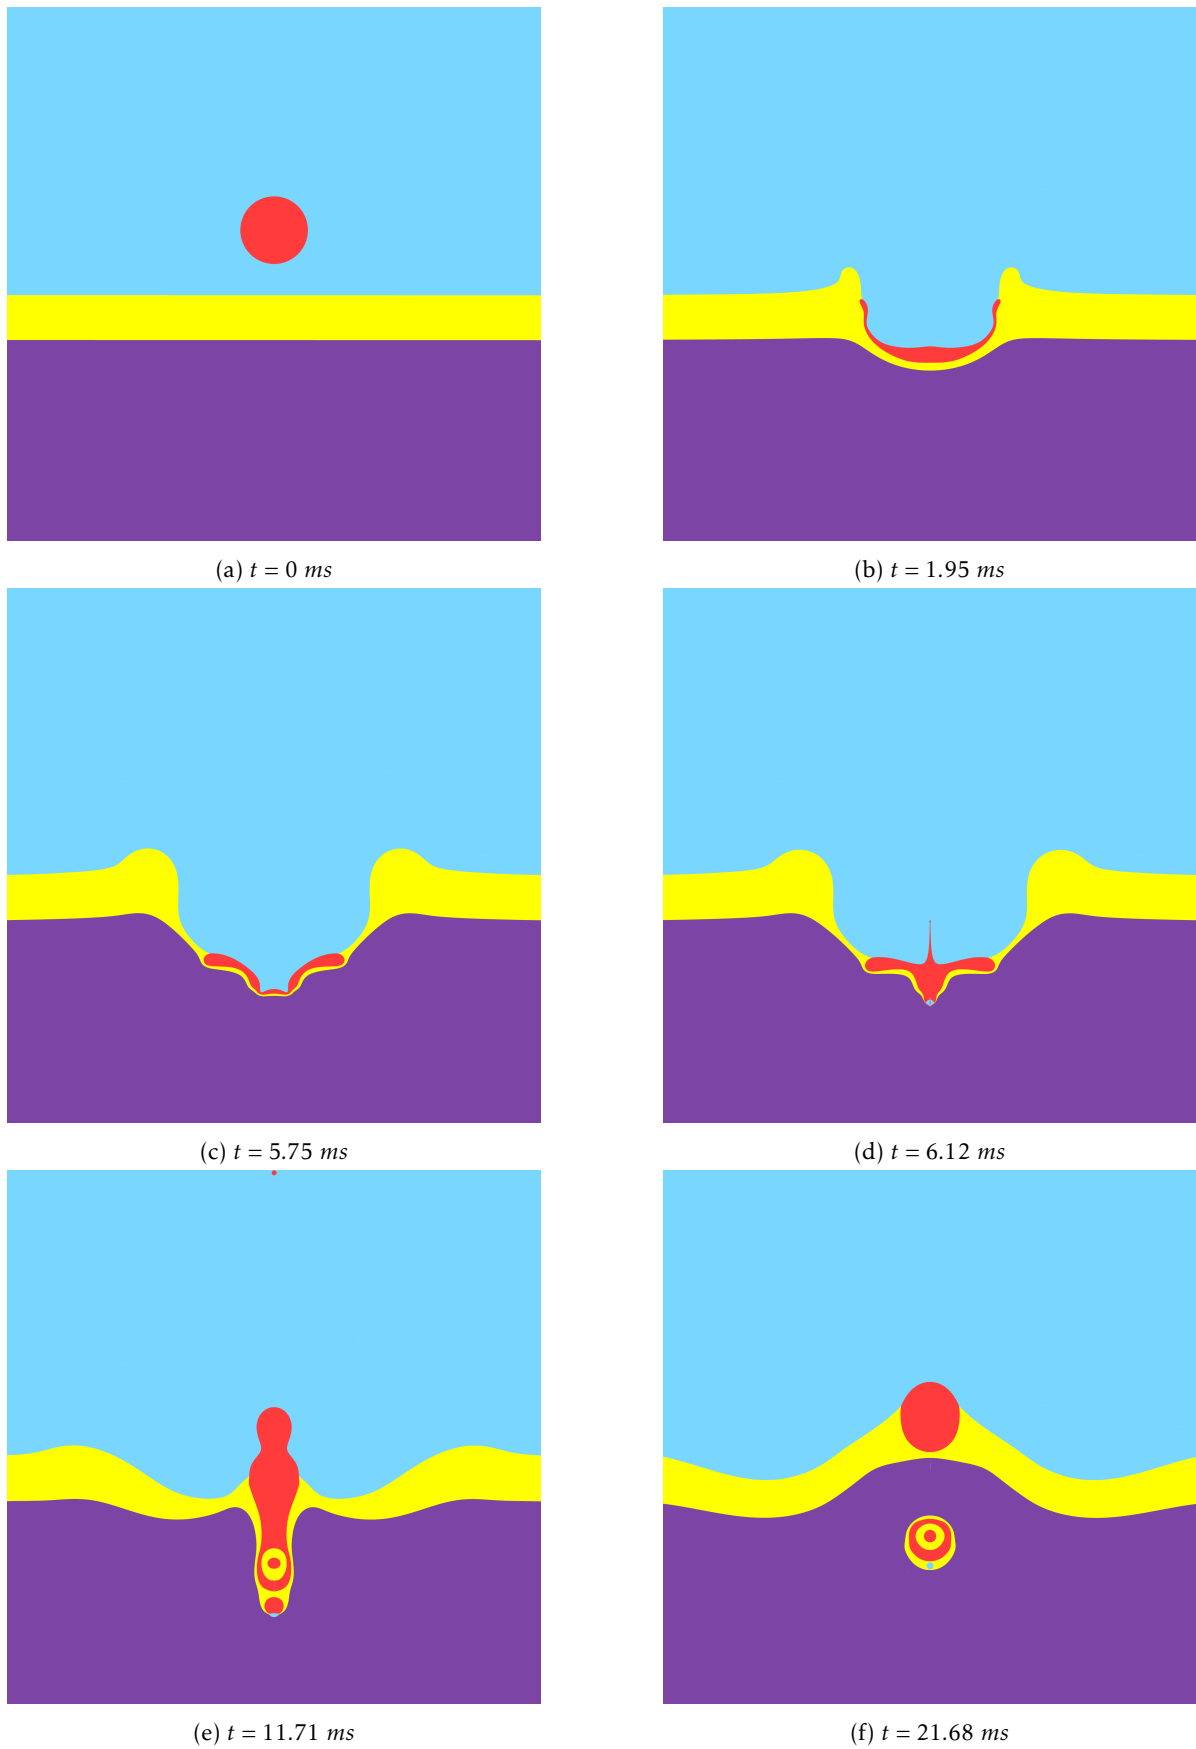 (a) t = 0 ms
(b) t = 1.95 ms
(c) t = 5.75 ms
(d) t = 6.12 ms
(e) t = 11.71 ms
(f) t = 21.68 ms